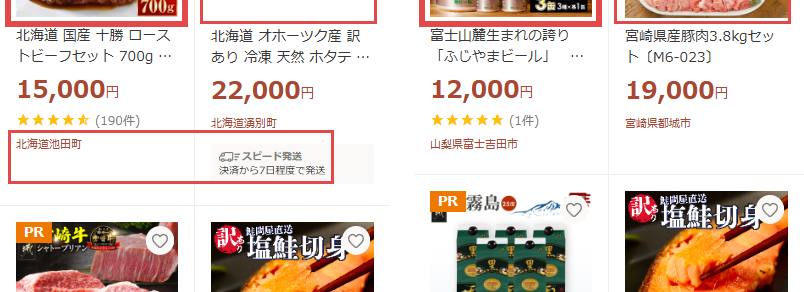 700g
北海道 国産 十勝 ロース
トビーフセット 700g …
15,000円
(190件)
北海道池田町
北海道 オホーツク産 訳
あり 冷凍 天然 ホタテ …
22,000円
北海道湧別町
スピード発送
決済から7日程度で発送
3缶
3種×各1缶
富士山麓生まれの誇り
「ふじやまビール」 …
12,000円
(1件)
山梨県富士吉田市
宮崎県産豚肉3.8kgセッ
ト〔M6-023〕
19,000円
宮崎県都城市
PR
崎牛
シャトーブリアン
訳あり
鮭問屋直送
塩鮭切身
PR
霧島
訳あり
鮭問屋直送
塩鮭切身